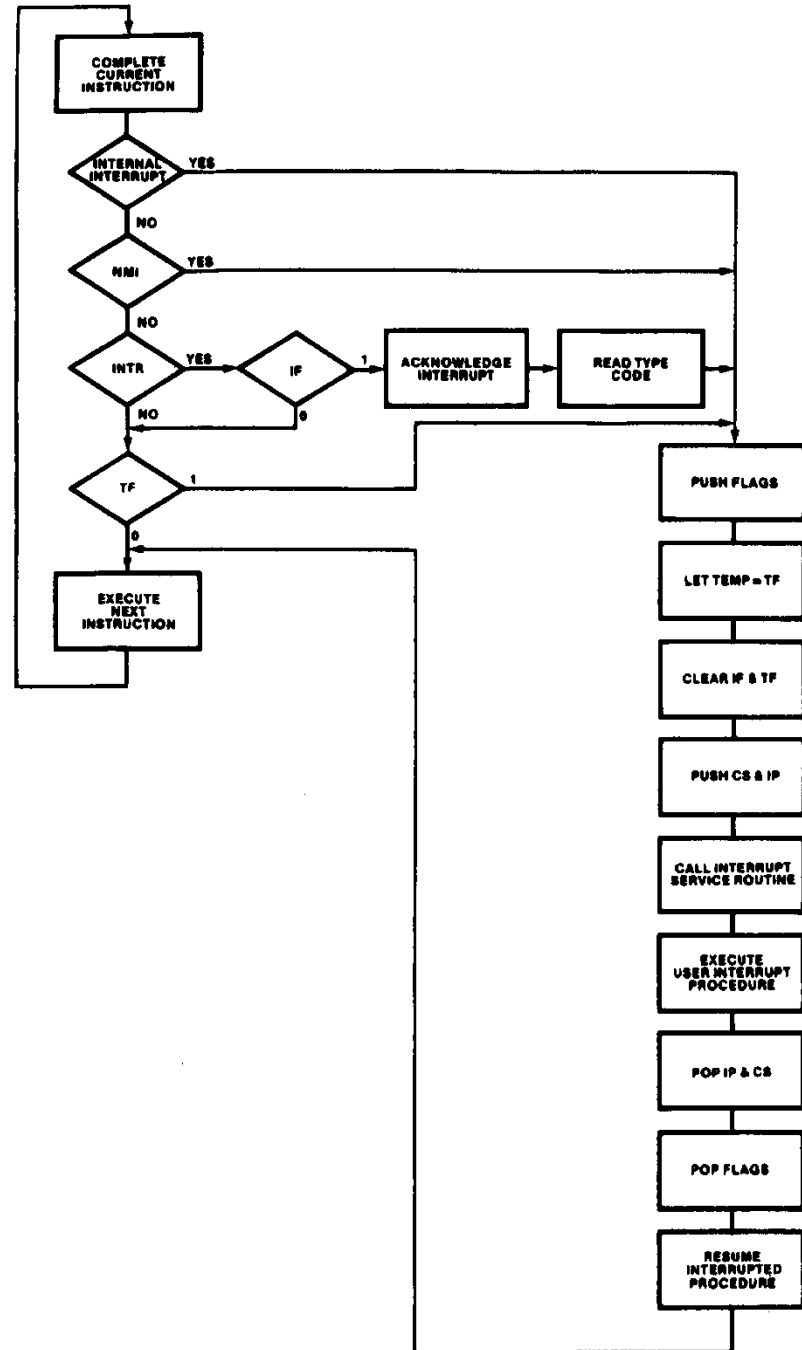 COMPLETE
CURRENT
INSTRUCTION
INTERNAL
INTERRUPT
YES
NO
NMI
YES
NO
INTR
YES
IF
1
ACKNOWLEDGE
INTERRUPT
READ TYPE
CODE
NO
0
TF
1
0
EXECUTE
NEXT
INSTRUCTION
PUSH FLAGS
LET TEMP = TF
CLEAR IF & TF
PUSH CS & IP
CALL INTERRUPT
SERVICE ROUTINE
EXECUTE
USER INTERRUPT
PROCEDURE
POP IP & CS
POP FLAGS
RESUME
INTERRUPTED
PROCEDURE